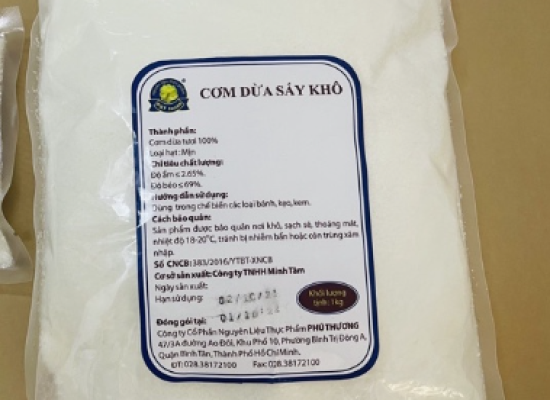 CƠM DỪA SẤY KHÔ
Thành phần:
Cơm dừa tươi 100%
Loại hạt: Mịn
Chỉ tiêu chất lượng:
Độ ẩm ≤ 2.65%.
Độ béo ≤ 69%.
Hướng dẫn sử dụng:
Dùng trong chế biến các loại bánh, kẹo, kem.
Cách bảo quản:
Sản phẩm được bảo quản nơi khô, sạch sẽ, thoáng mát,
nhiệt độ 18-20°C, tránh bị nhiễm bẩn hoặc côn trùng xâm
nhập.
Số CNCB: 383/2016/YTBT-XNCB
Cơ sở sản xuất: Công ty TNHH Minh Tâm
Ngày sản xuất:
Hạn sử dụng:
Khối lượng
tịnh: 1kg
Đóng gói tại:
Công ty Cổ Phần Nguyên Liệu Thực Phẩm PHÚ THƯƠNG
47/3A đường Ao Đôi, Khu Phố 10, Phường Bình Trị Đông A,
Quận Bình Tân, Thành Phố Hồ Chí Minh.
ĐT: 028.38172100 Fax: 028.38172100